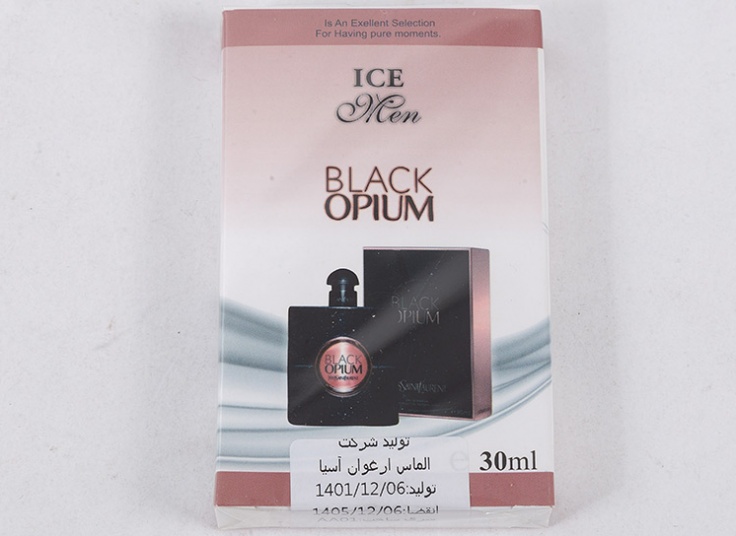 Is An Exellent Selection
For Having pure moments.
ICE
Men
BLACK
OPIUM
BLACK
OPIUM
BLACK
OPIUM
تولید شرکت
الماس ارغوان آسیا
تولید:1401/12/06
انقضا:1405/12/06
e 30ml